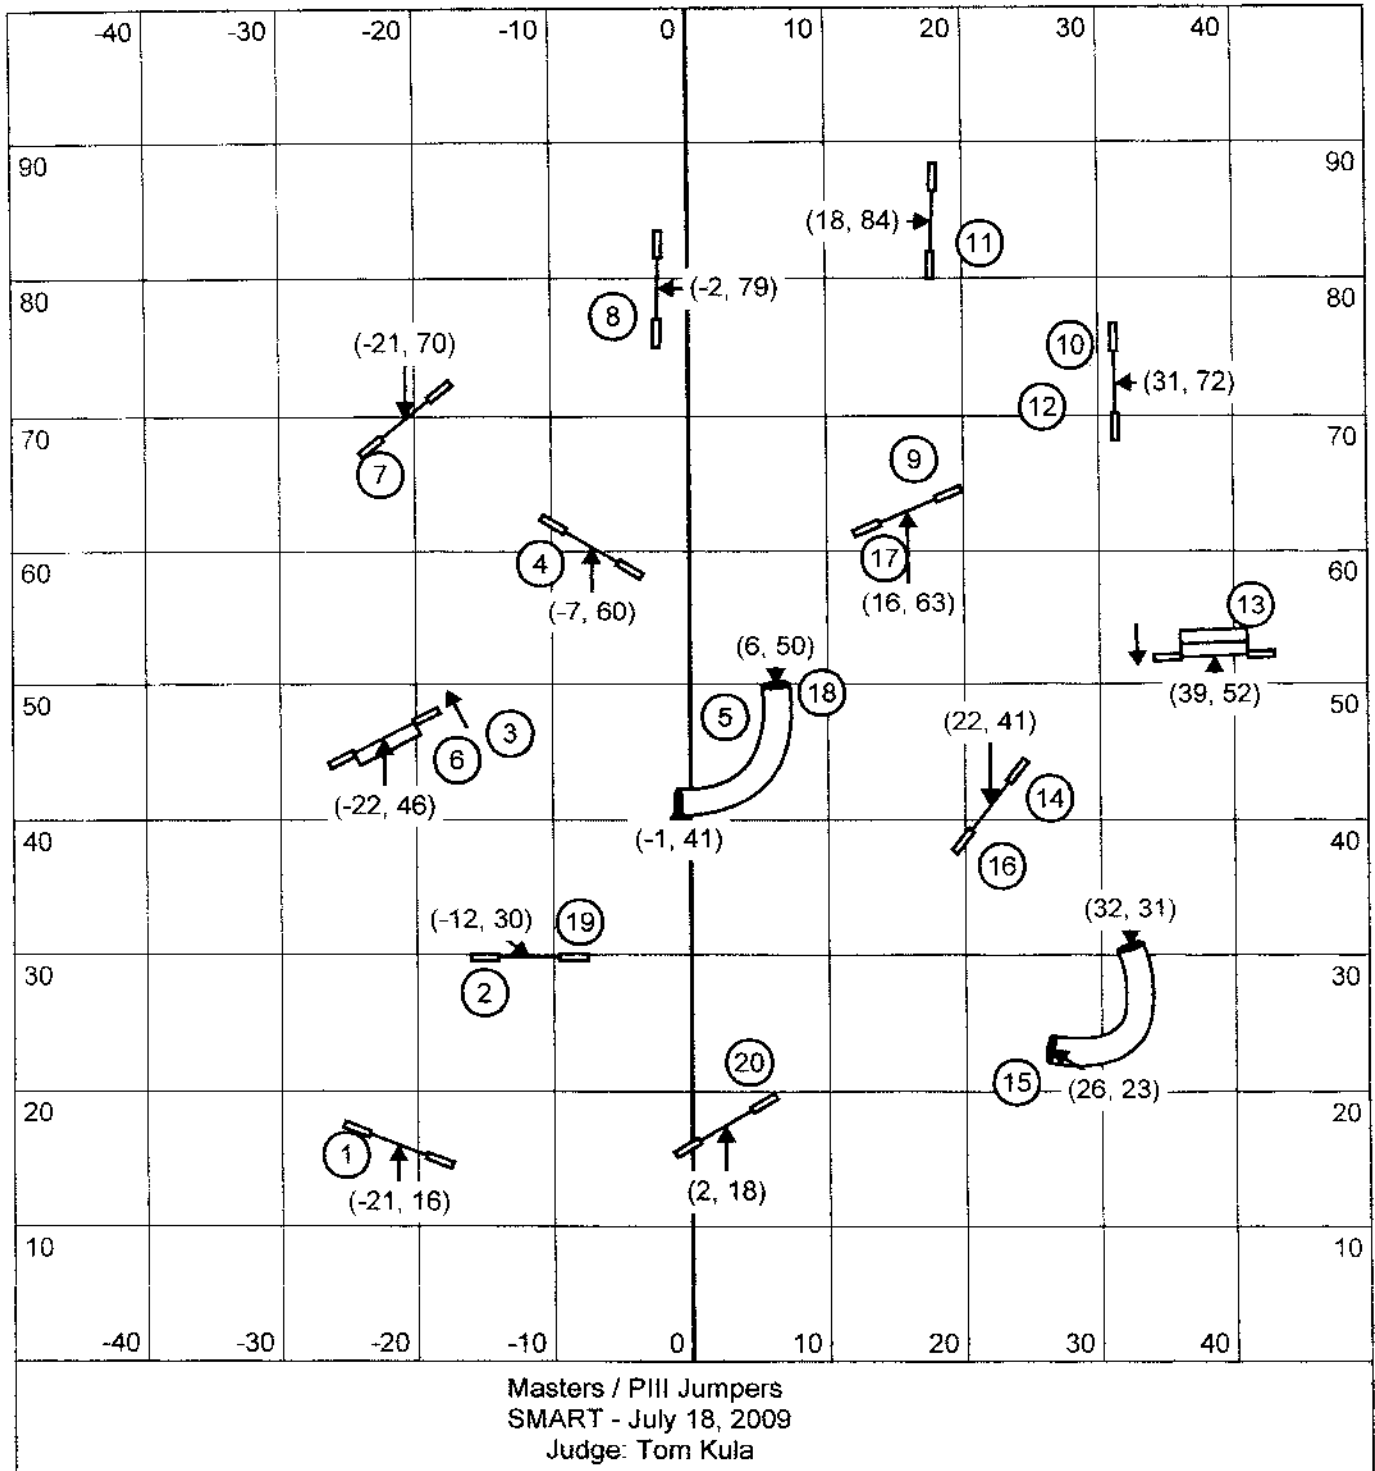 -40 -30 -20 -10 0 10 20 30 40
90 90
(18, 84) 11
80 (-2, 79) 80
8
(-21, 70) 10
(31, 72)
12
70 70
7 9
60 4 17 60
(-7, 60) (16, 63) 13
(6, 50)
50 5 18 (39, 52) 50
3 (22, 41)
6
(-22, 46) 14
40 (-1, 41) 40
16
(-12, 30) 19 (32, 31)
30 2 30
20
15 (26, 23)
20 20
1
(-21, 16) (2, 18)
10 10
-40 -30 -20 -10 0 10 20 30 40
Masters / PIII Jumpers
SMART - July 18, 2009
Judge: Tom Kula